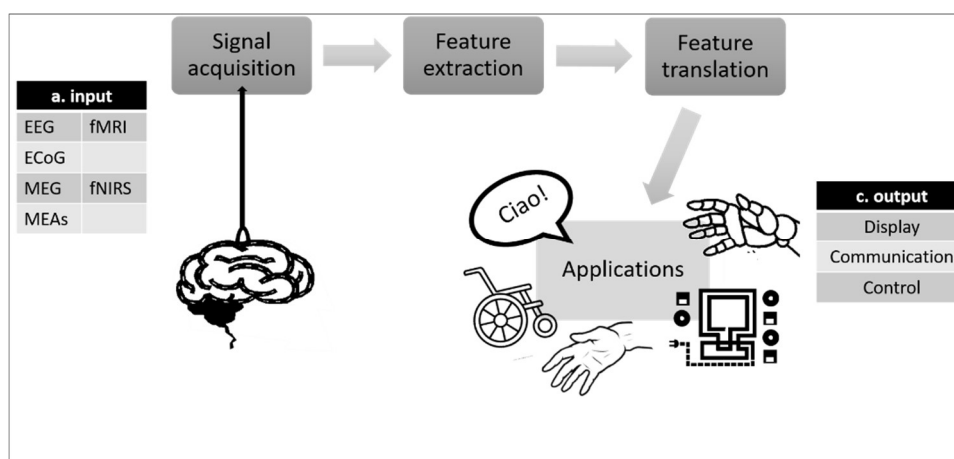 Signal
acquisition
Feature
extraction
Feature
translation
a. input
EEG fMRI
ECoG
MEG fNIRS
MEAs
Ciao!
Applications
c. output
Display
Communication
Control